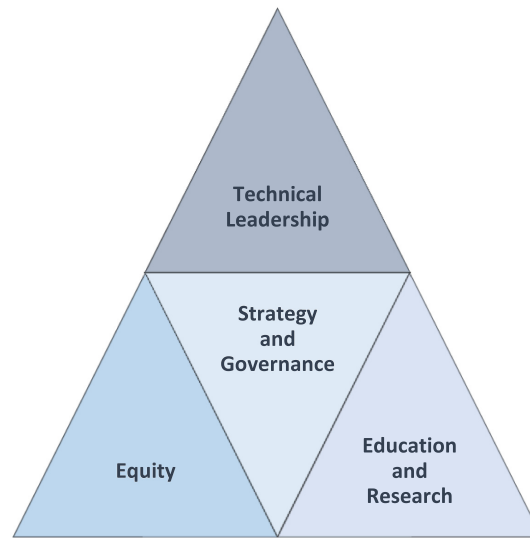 Technical
Leadership
Strategy
and
Governance
Equity
Education
and
Research